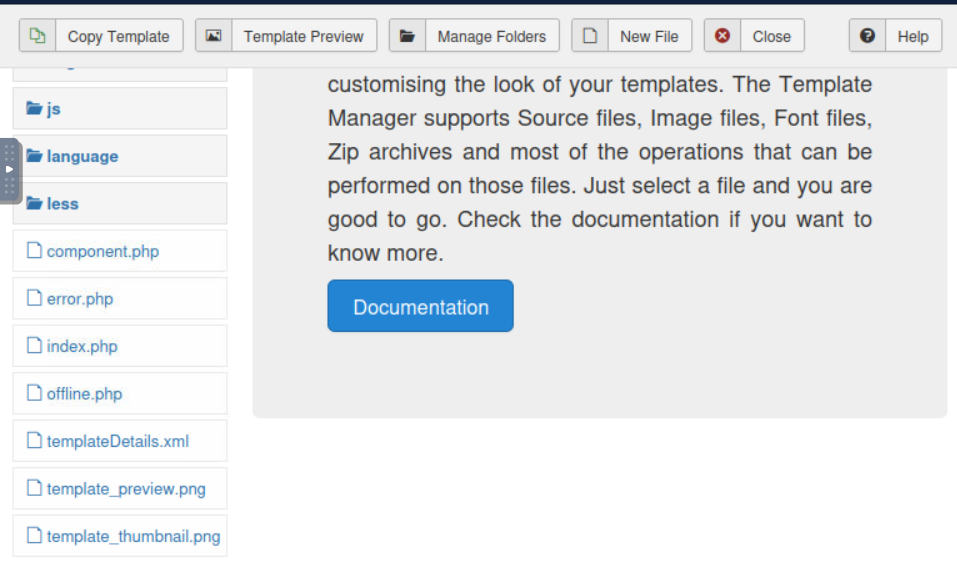 Copy Template
Template Preview
Manage Folders
New File
Close
Help
js
language
less
component.php
error.php
index.php
offline.php
templateDetails.xml
template_preview.png
template_thumbnail.png
customising the look of your templates. The Template
Manager supports Source files, Image files, Font files,
Zip archives and most of the operations that can be
performed on those files. Just select a file and you are
good to go. Check the documentation if you want to
know more.
Documentation